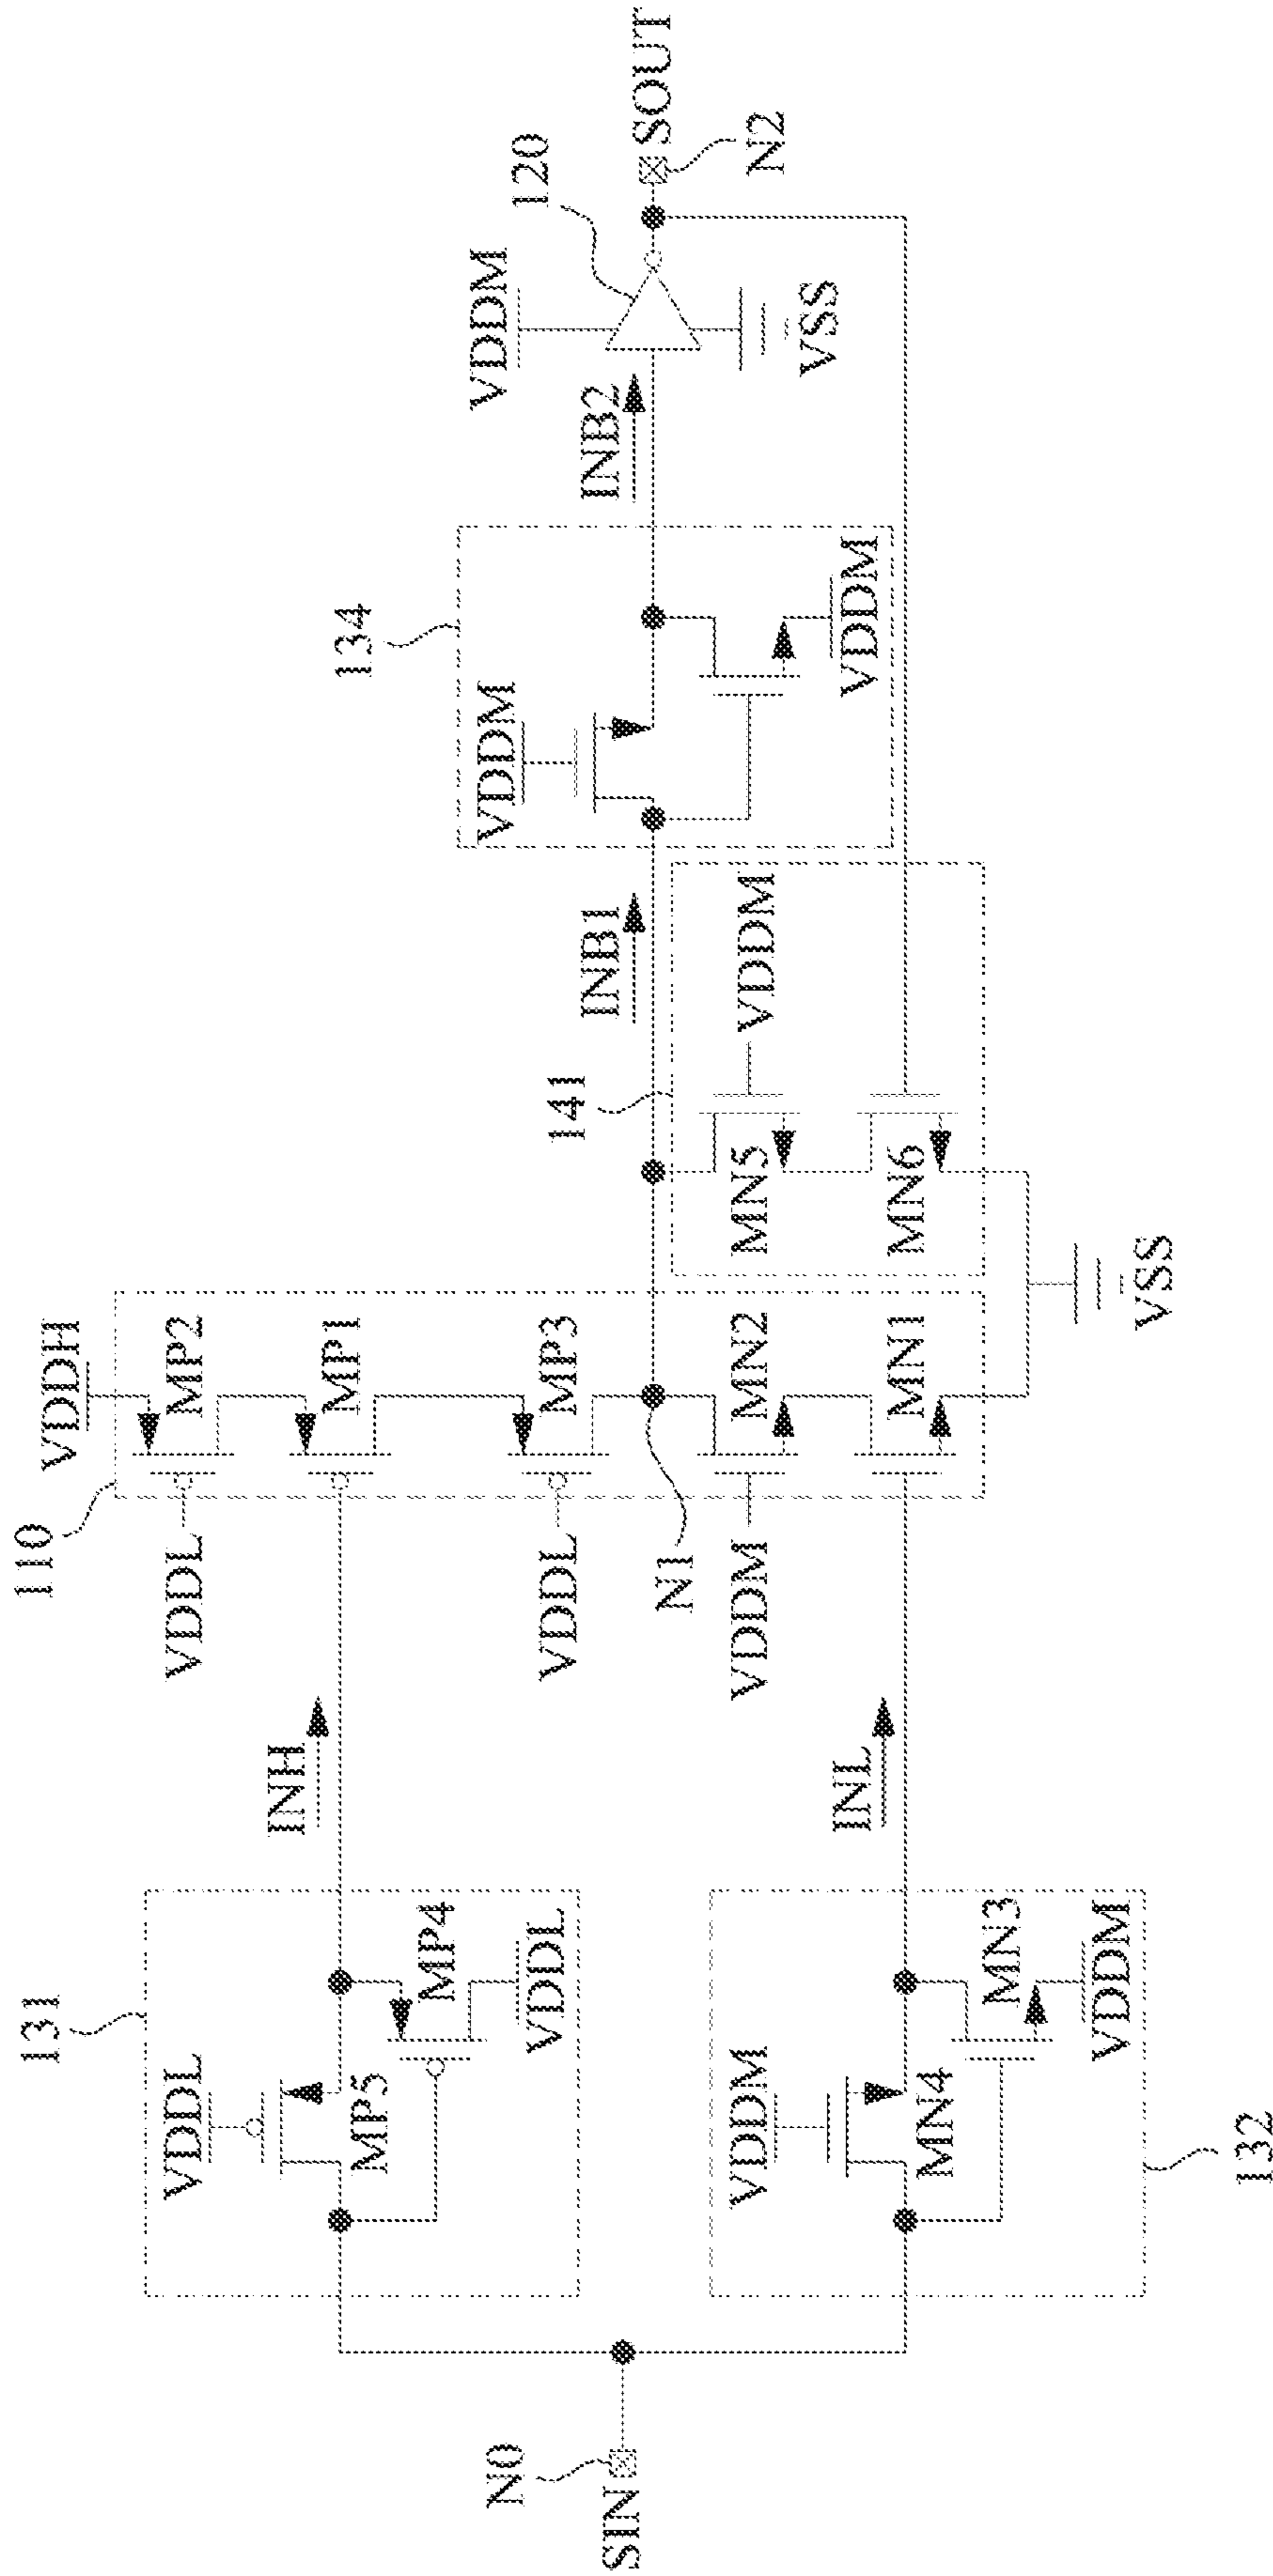 SIN
N0
131
VDDL
MP5
MP4
VDDL
INH
132
VDDM
MN4
MN3
VDDM
INL
110
VDDH
VDDL
MP2
MP1
VDDL
MP3
N1
VDDM
MN2
MN1
VSS
141
MN5
VDDM
MN6
INB1
134
VDDM
VDDM
INB2
VDDM
120
VSS
SOUT
N2